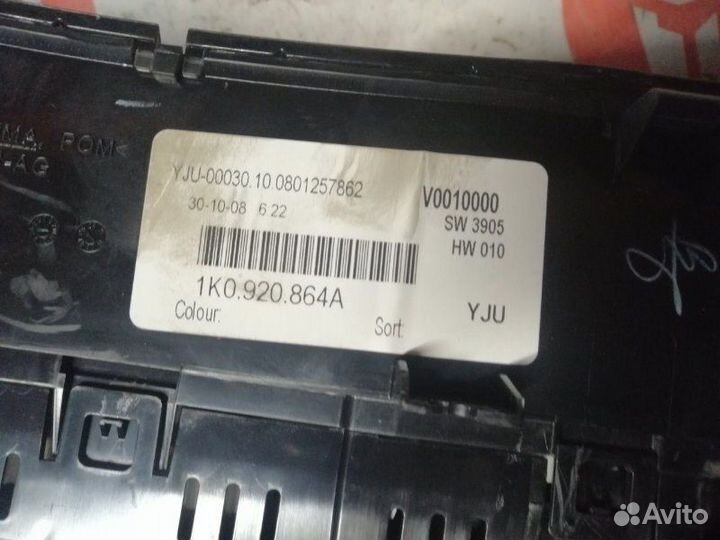 MA POM<
-AG
YJU-00030.10.0801257862
30-10-08 6:22
V0010000
SW 3905
HW 010
1K0.920.864A
Colour:
Sort:
YJU
Avito